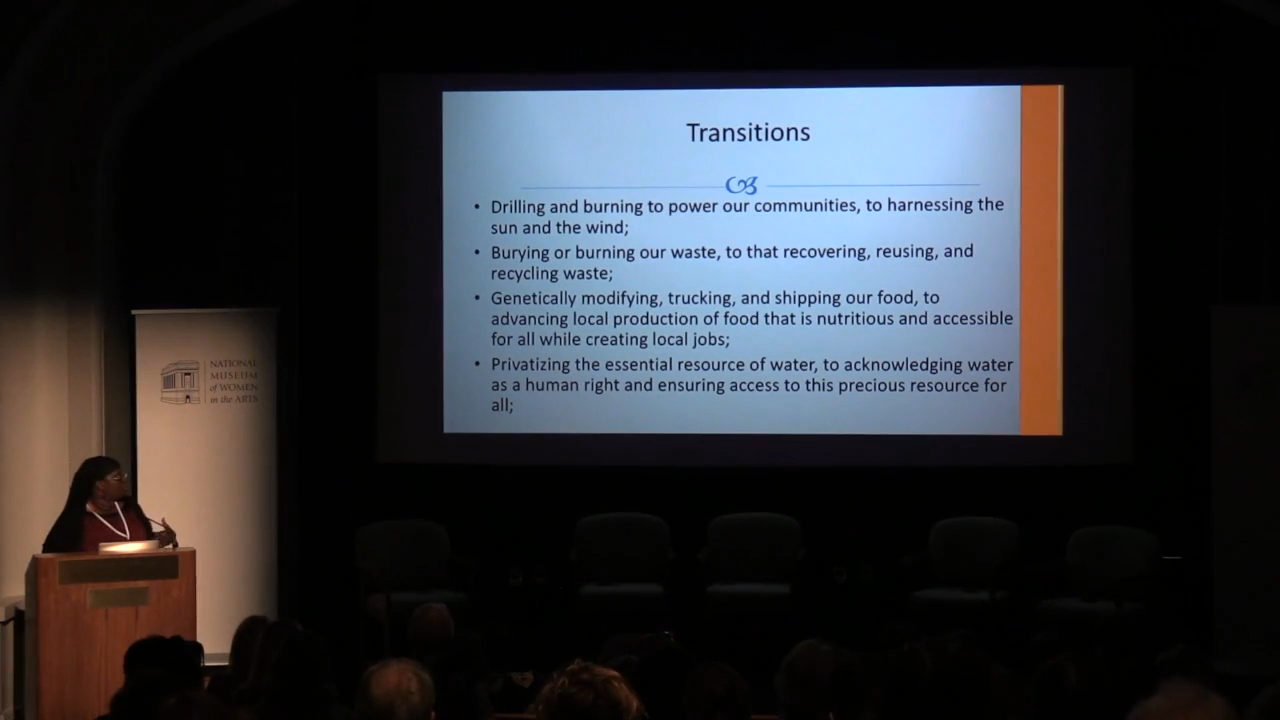 Transitions
• Drilling and burning to power our communities, to harnessing the
sun and the wind;
• Burying or burning our waste, to that recovering, reusing, and
recycling waste;
• Genetically modifying, trucking, and shipping our food, to
advancing local production of food that is nutritious and accessible
for all while creating local jobs;
• Privatizing the essential resource of water, to acknowledging water
as a human right and ensuring access to this precious resource for
all;
NATIONAL
MUSEUM
of WOMEN
in the ARTS